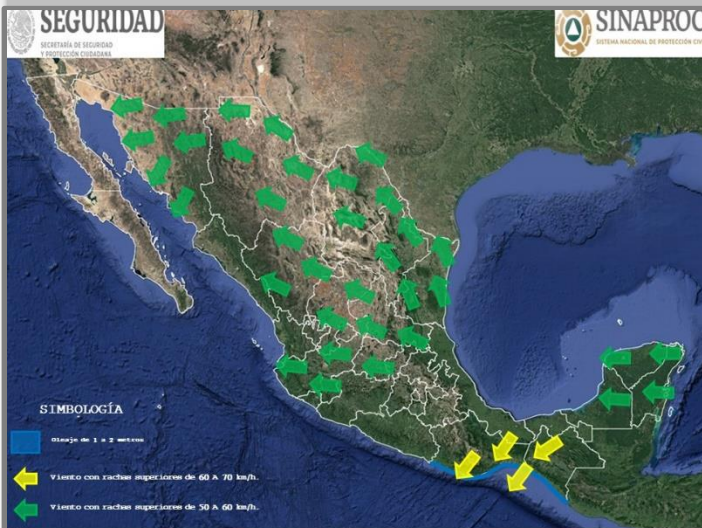 SEGURIDAD
SECRETARÍA DE SEGURIDAD
Y PROTECCIÓN CIUDADANA
SINAPROC
SISTEMA NACIONAL DE PROTECCIÓN CIV
SIMBOLOGÍA
Oleaje de 1 a 2 metros
Viento con rachas superiores de 60 A 70 km/h.
Viento con rachas superiores de 50 A 60 km/h.